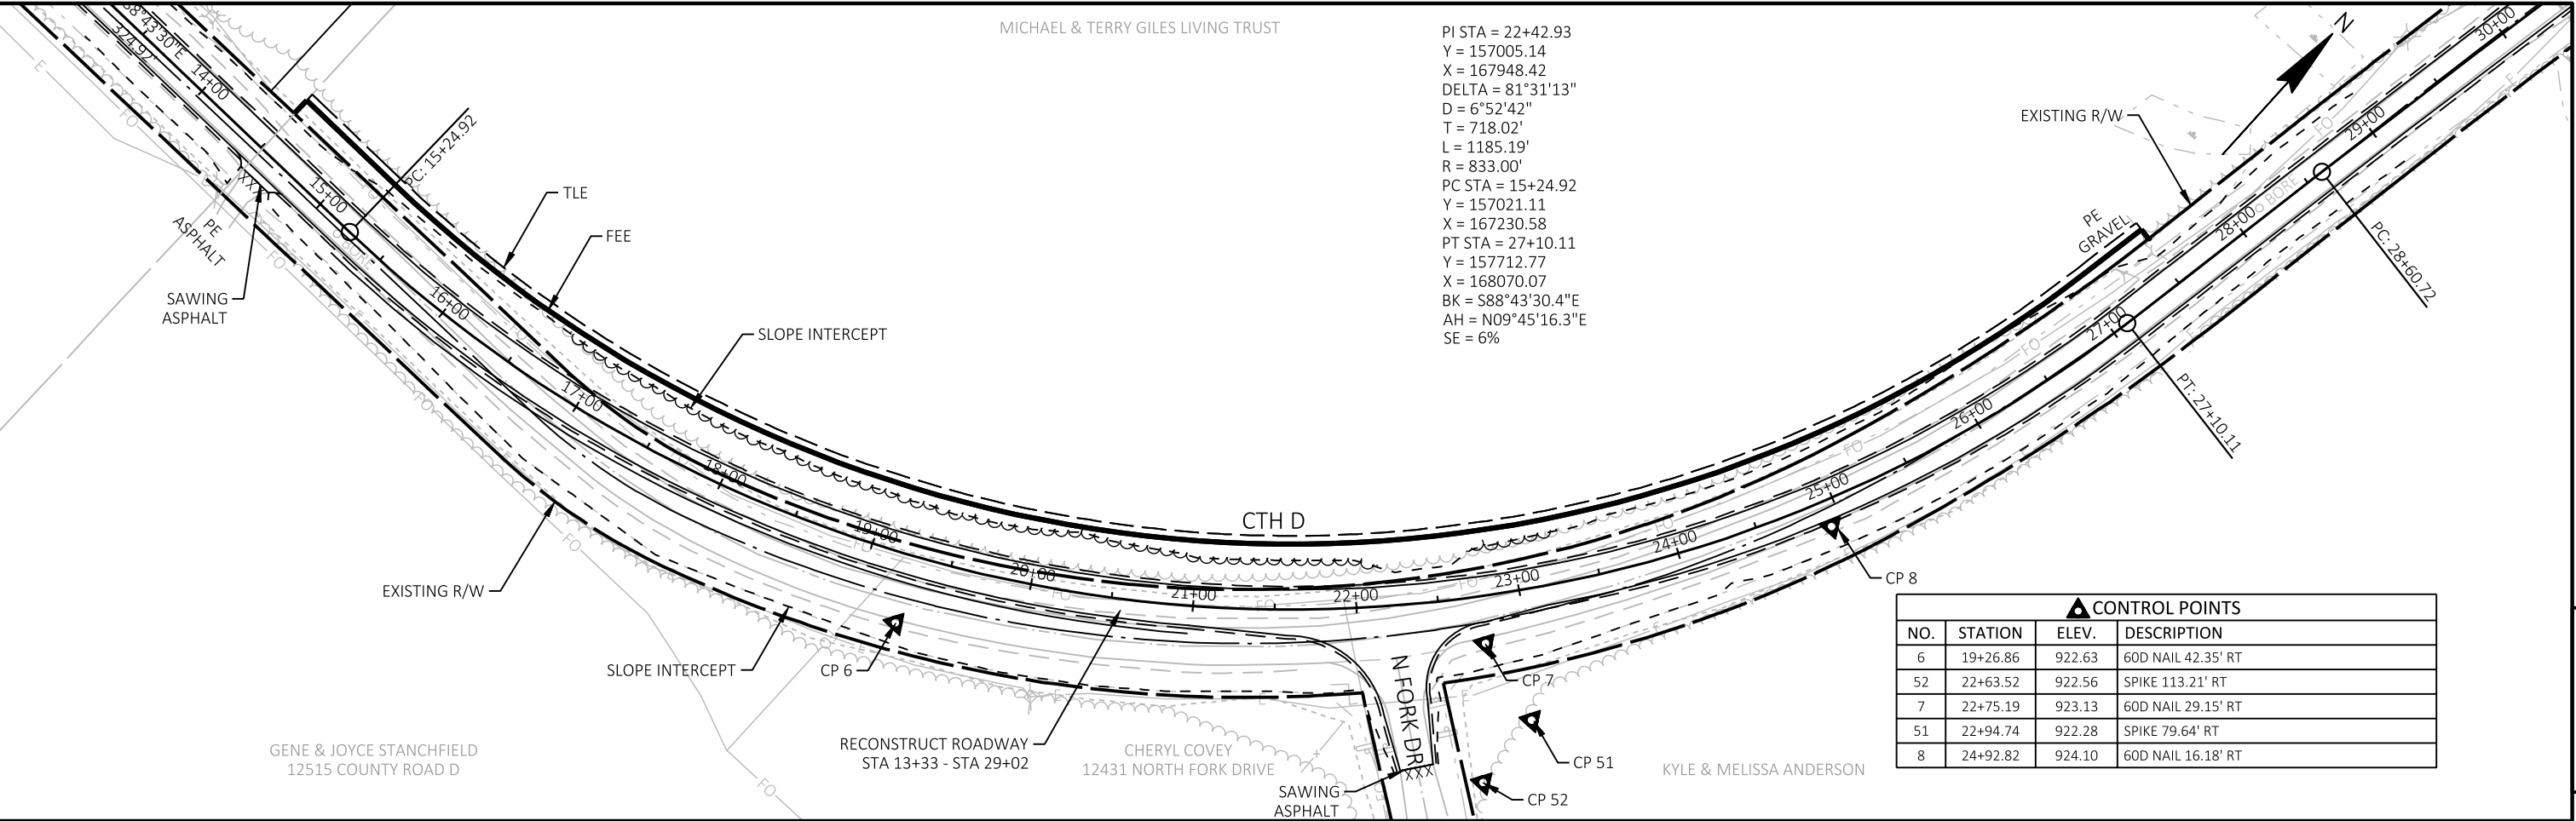 MICHAEL & TERRY GILES LIVING TRUST
PI STA = 22+42.93
Y = 157005.14
X = 167948.42
DELTA = 81°31'13"
D = 6°52'42"
T = 718.02'
L = 1185.19'
R = 833.00'
PC STA = 15+24.92
Y = 157021.11
X = 167230.58
PT STA = 27+10.11
Y = 157712.77
X = 168070.07
BK = S88°43'30.4"E
AH = N09°45'16.3"E
SE = 6%
N
324.92'
14+00
15+00
16+00
17+00
18+00
19+00
20+00
21+00
22+00
23+00
24+00
25+00
26+00
27+00
28+00
29+00
30+00
PC: 15+24.92
TLE
FEE
SLOPE INTERCEPT
PE
ASPHALT
SAWING
ASPHALT
EXISTING R/W
PE
GRAVEL
PC: 28+60.72
PT: 27+10.11
CTH D
EXISTING R/W
SLOPE INTERCEPT
CP 6
CP 8
CP 7
N FORK DR
CP 51
CP 52
XXX
RECONSTRUCT ROADWAY
STA 13+33 - STA 29+02
SAWING
ASPHALT
GENE & JOYCE STANCHFIELD
12515 COUNTY ROAD D
CHERYL COVEY
12431 NORTH FORK DRIVE
KYLE & MELISSA ANDERSON
CONTROL POINTS
NO. STATION ELEV. DESCRIPTION
6 19+26.86 922.63 60D NAIL 42.35' RT
52 22+63.52 922.56 SPIKE 113.21' RT
7 22+75.19 923.13 60D NAIL 29.15' RT
51 22+94.74 922.28 SPIKE 79.64' RT
8 24+92.82 924.10 60D NAIL 16.18' RT